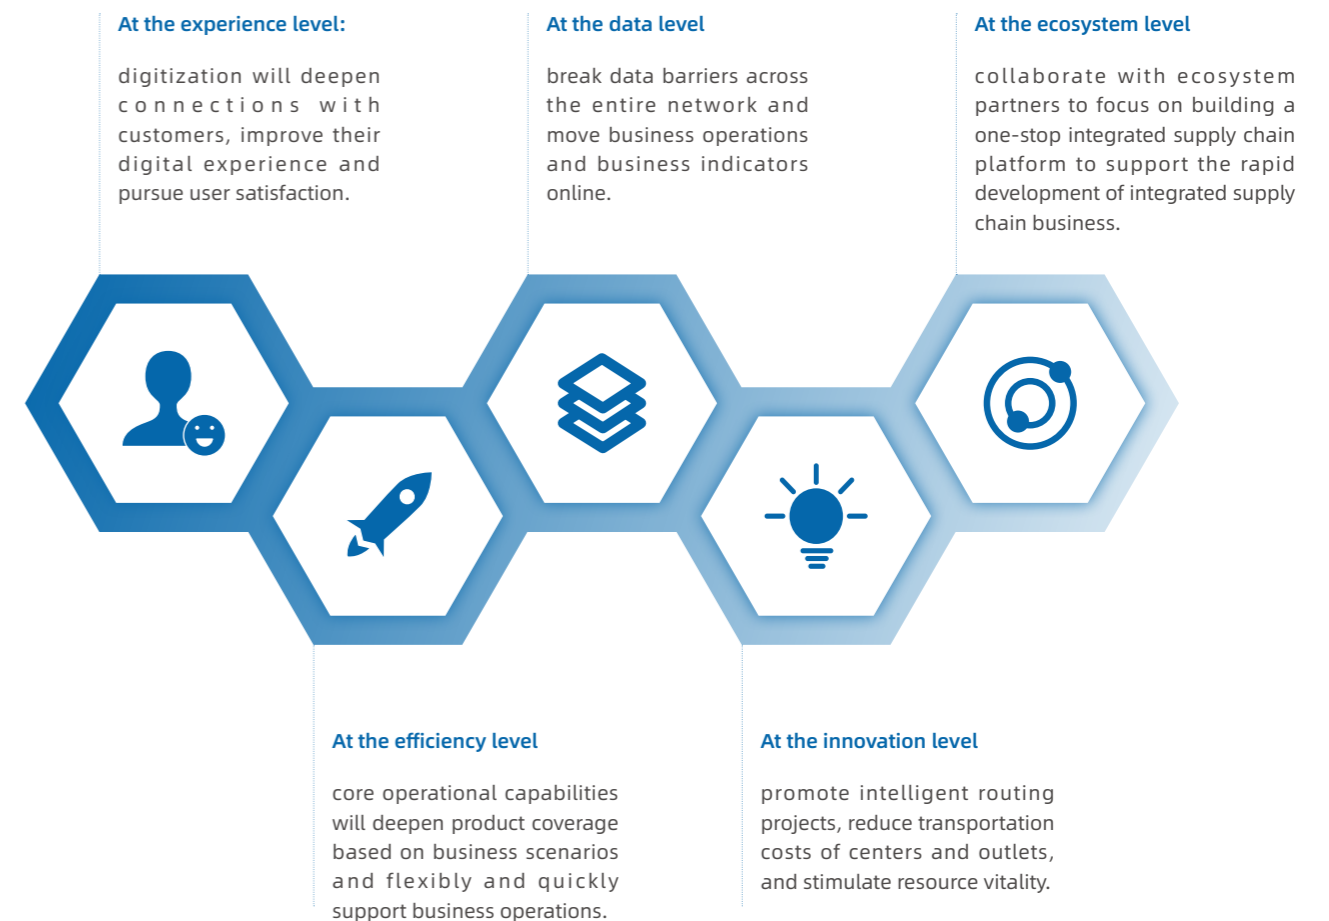 At the experience level:
digitization will deepen
connections with
customers, improve their
digital experience and
pursue user satisfaction.
At the data level
break data barriers across
the entire network and
move business operations
and business indicators
online.
At the ecosystem level
collaborate with ecosystem
partners to focus on building a
one-stop integrated supply chain
platform to support the rapid
development of integrated supply
chain business.
At the efficiency level
core operational capabilities
will deepen product coverage
based on business scenarios
and flexibly and quickly
support business operations.
At the innovation level
promote intelligent routing
projects, reduce transportation
costs of centers and outlets,
and stimulate resource vitality.